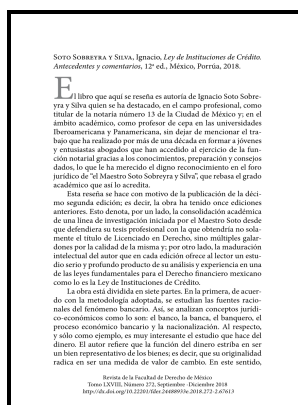 SOTO SOBREYRA Y SILVA, Ignacio, Ley de Instituciones de Crédito.
Antecedentes y comentarios, 12ª ed., México, Porrúa, 2018.
El libro que aquí se reseña es autoría de Ignacio Soto Sobre-
yra y Silva quien se ha destacado, en el campo profesional, como
titular de la notaría número 13 de la Ciudad de México y; en el
ámbito académico, como profesor de cepa en las universidades
Iberoamericana y Panamericana, sin dejar de mencionar el tra-
bajo que ha realizado por más de una década en formar a jóvenes
y entusiastas abogados que han accedido al ejercicio de la fun-
ción notarial gracias a los conocimientos, preparación y consejos
dados, lo que le ha merecido el digno reconocimiento en el foro
jurídico de "el Maestro Soto Sobreyra y Silva", que rebasa el grado
académico que así lo acredita.
Esta reseña se hace con motivo de la publicación de la déci-
mo segunda edición; es decir, la obra ha tenido once ediciones
anteriores. Esto denota, por un lado, la consolidación académica
de una línea de investigación iniciada por el Maestro Soto desde
que defendiera su tesis profesional con la que obtendría no sola-
mente el título de Licenciado en Derecho, sino múltiples galar-
dones por la calidad de la misma y; por otro lado, la maduración
intelectual del autor que en cada edición ofrece al lector un estu-
dio serio y profundo producto de su análisis y experiencia en una
de las leyes fundamentales para el Derecho financiero mexicano
como lo es la Ley de Instituciones de Crédito.
La obra está dividida en siete partes. En la primera, de acuer-
do con la metodología adoptada, se estudian las fuentes racio-
nales del fenómeno bancario. Así, se analizan conceptos jurídi-
co-económicos como lo son: el banco, la banca, el banquero, el
proceso económico bancario y la nacionalización. Al respecto,
y sólo como ejemplo, es muy interesante el estudio que hace del
dinero. El autor refiere que la función del dinero estriba en ser
un bien representativo de los bienes; es decir, que su originalidad
radica en ser una medida de valor de cambio. En este sentido,
Revista de la Facultad de Derecho de México
Tomo LXVIII, Número 272, Septiembre -Diciembre 2018
http://dx.doi.org/10.22201/fder.24488933e.2018.272-2.67613